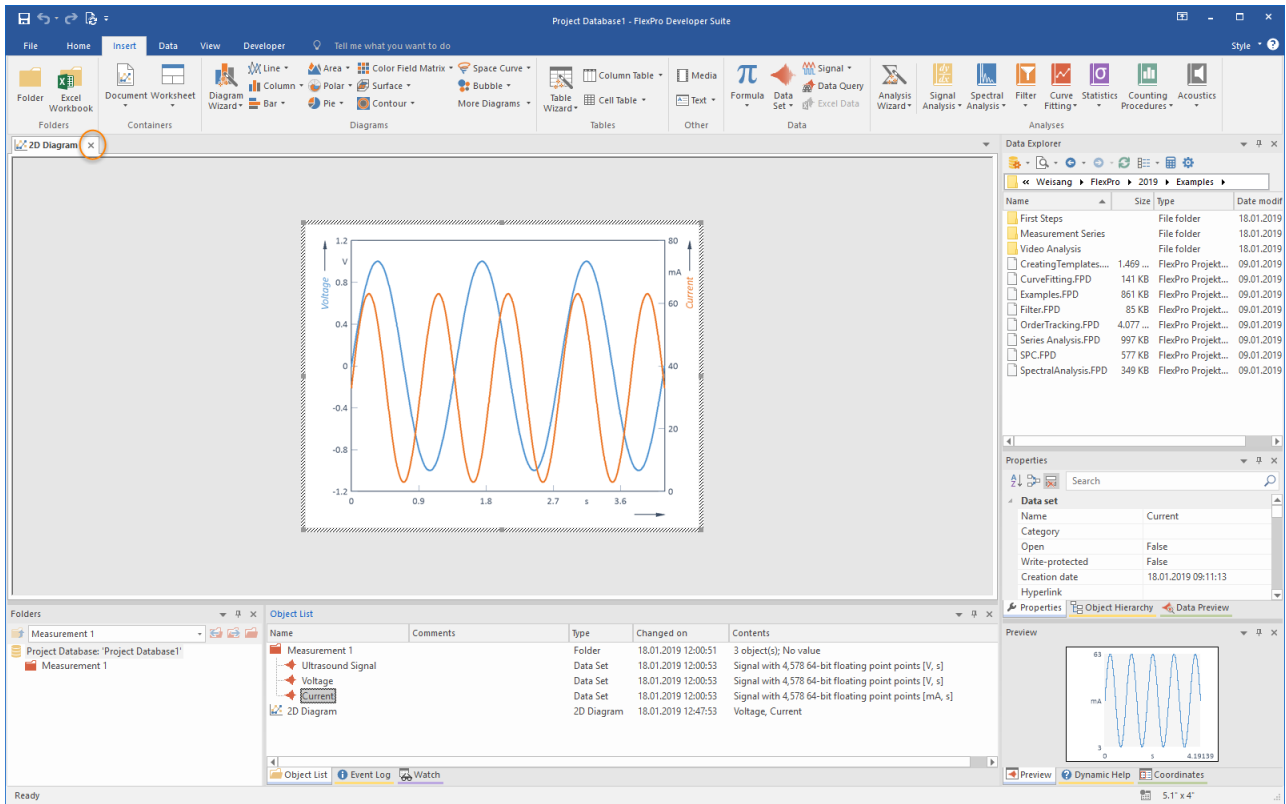 Project Database1 - FlexPro Developer Suite
File Home Insert Data View Developer Tell me what you want to do Style
Folder
Excel Workbook
Folders
Document
Worksheet
Containers
Diagram Wizard
Line
Column
Bar
Area
Polar
Pie
Color Field Matrix
Surface
Contour
Space Curve
Bubble
More Diagrams
Diagrams
Table Wizard
Column Table
Cell Table
Tables
Media
Text
Other
Formula
Data Set
Signal
Data Query
Excel Data
Data
Analysis Wizard
Signal Analysis
Spectral Analysis
Filter
Curve Fitting
Statistics
Counting Procedures
Acoustics
Analyses
2D Diagram
1.2
V
0.8
0.4
0
-0.4
-0.8
-1.2
Voltage
80
mA
60
40
20
0
Current
0 0.9 1.8 2.7 s 3.6
Data Explorer
« Weisang FlexPro 2019 Examples
Name Size Type Date modif
First Steps File folder 18.01.2019
Measurement Series File folder 18.01.2019
Video Analysis File folder 18.01.2019
CreatingTemplates.... 1.469 ... FlexPro Projekt... 09.01.2019
CurveFitting.FPD 141 KB FlexPro Projekt... 09.01.2019
Examples.FPD 861 KB FlexPro Projekt... 09.01.2019
Filter.FPD 85 KB FlexPro Projekt... 09.01.2019
OrderTracking.FPD 4.077 ... FlexPro Projekt... 09.01.2019
Series Analysis.FPD 997 KB FlexPro Projekt... 09.01.2019
SPC.FPD 577 KB FlexPro Projekt... 09.01.2019
SpectralAnalysis.FPD 349 KB FlexPro Projekt... 09.01.2019
Properties
Search
Data set
Name Current
Category
Open False
Write-protected False
Creation date 18.01.2019 09:11:13
Hyperlink
Properties Object Hierarchy Data Preview
Folders
Measurement 1
Project Database: 'Project Database1'
Measurement 1
Object List
Name Comments Type Changed on Contents
Measurement 1 Folder 18.01.2019 12:00:51 3 object(s); No value
Ultrasound Signal Data Set 18.01.2019 12:00:53 Signal with 4,578 64-bit floating point points [V, s]
Voltage Data Set 18.01.2019 12:00:53 Signal with 4,578 64-bit floating point points [V, s]
Current Data Set 18.01.2019 12:00:53 Signal with 4,578 64-bit floating point points [mA, s]
2D Diagram 2D Diagram 18.01.2019 12:47:53 Voltage, Current
Object List Event Log Watch
Preview
63
mA
3
0 s 4.19139
Preview Dynamic Help Coordinates
Ready 5.1" x 4"